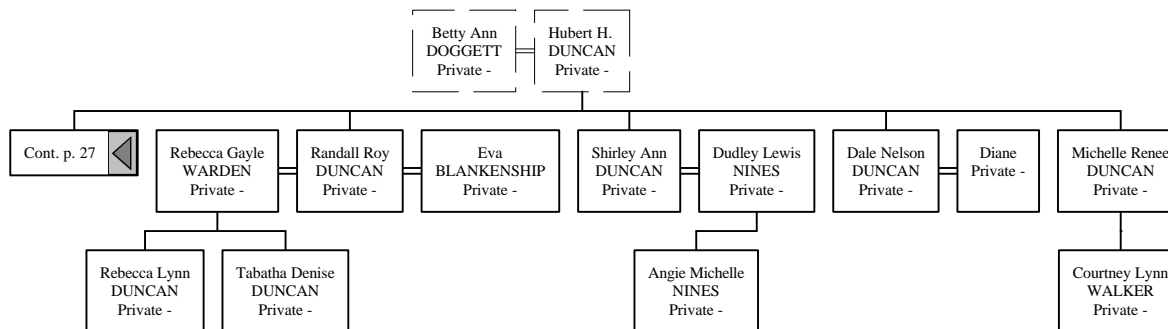 Betty Ann
DOGGETT
Private -
Hubert H.
DUNCAN
Private -
Cont. p. 27
Rebecca Gayle
WARDEN
Private -
Randall Roy
DUNCAN
Private -
Eva
BLANKENSHIP
Private -
Shirley Ann
DUNCAN
Private -
Dudley Lewis
NINES
Private -
Dale Nelson
DUNCAN
Private -
Diane
Private -
Michelle Renee
DUNCAN
Private -
Rebecca Lynn
DUNCAN
Private -
Tabatha Denise
DUNCAN
Private -
Angie Michelle
NINES
Private -
Courtney Lynn
WALKER
Private -